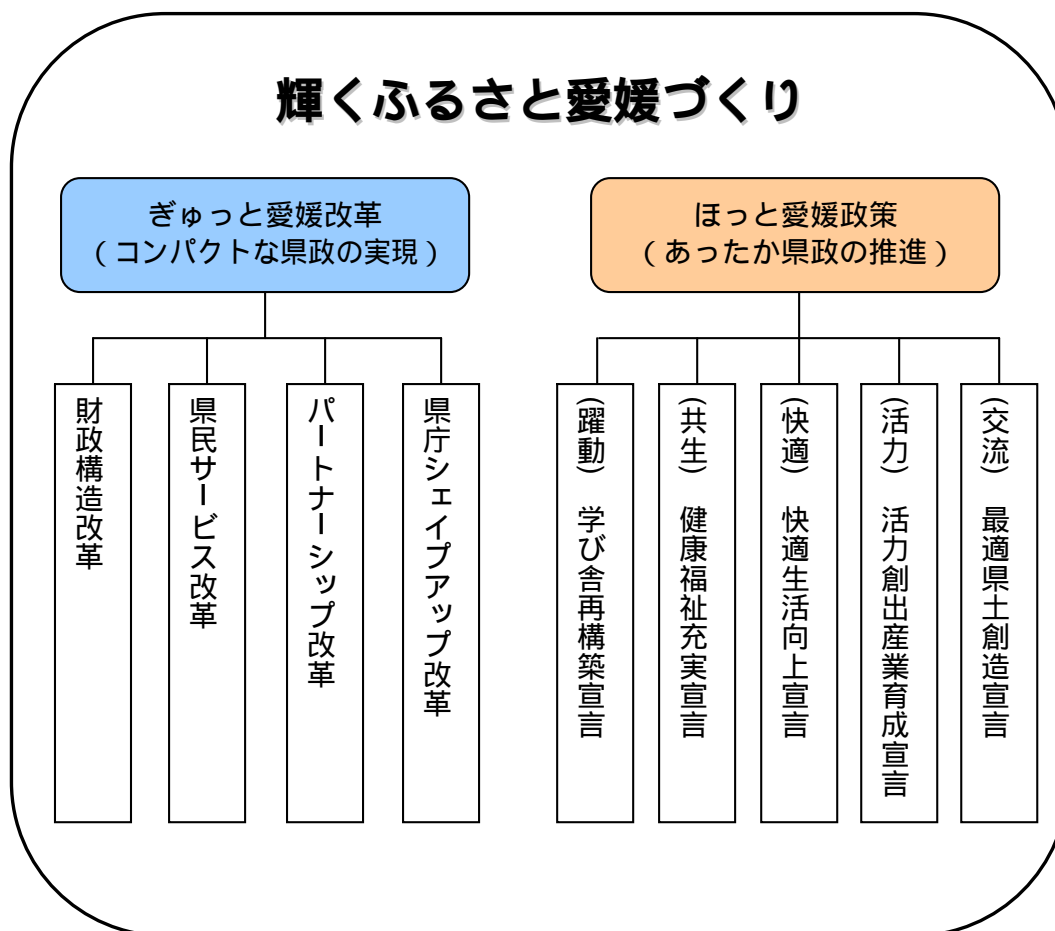 輝くふるさと愛媛づくり
ぎゅっと愛媛改革
（コンパクトな県政の実現）
ほっと愛媛政策
（あったか県政の推進）
財政構造改革
県民サービス改革
パートナーシップ改革
県庁シェイプアップ改革
（躍動）　学び舎再構築宣言
（共生）　健康福祉充実宣言
（快適）　快適生活向上宣言
（活力）　活力創出産業育成宣言
（交流）　最適県土創造宣言